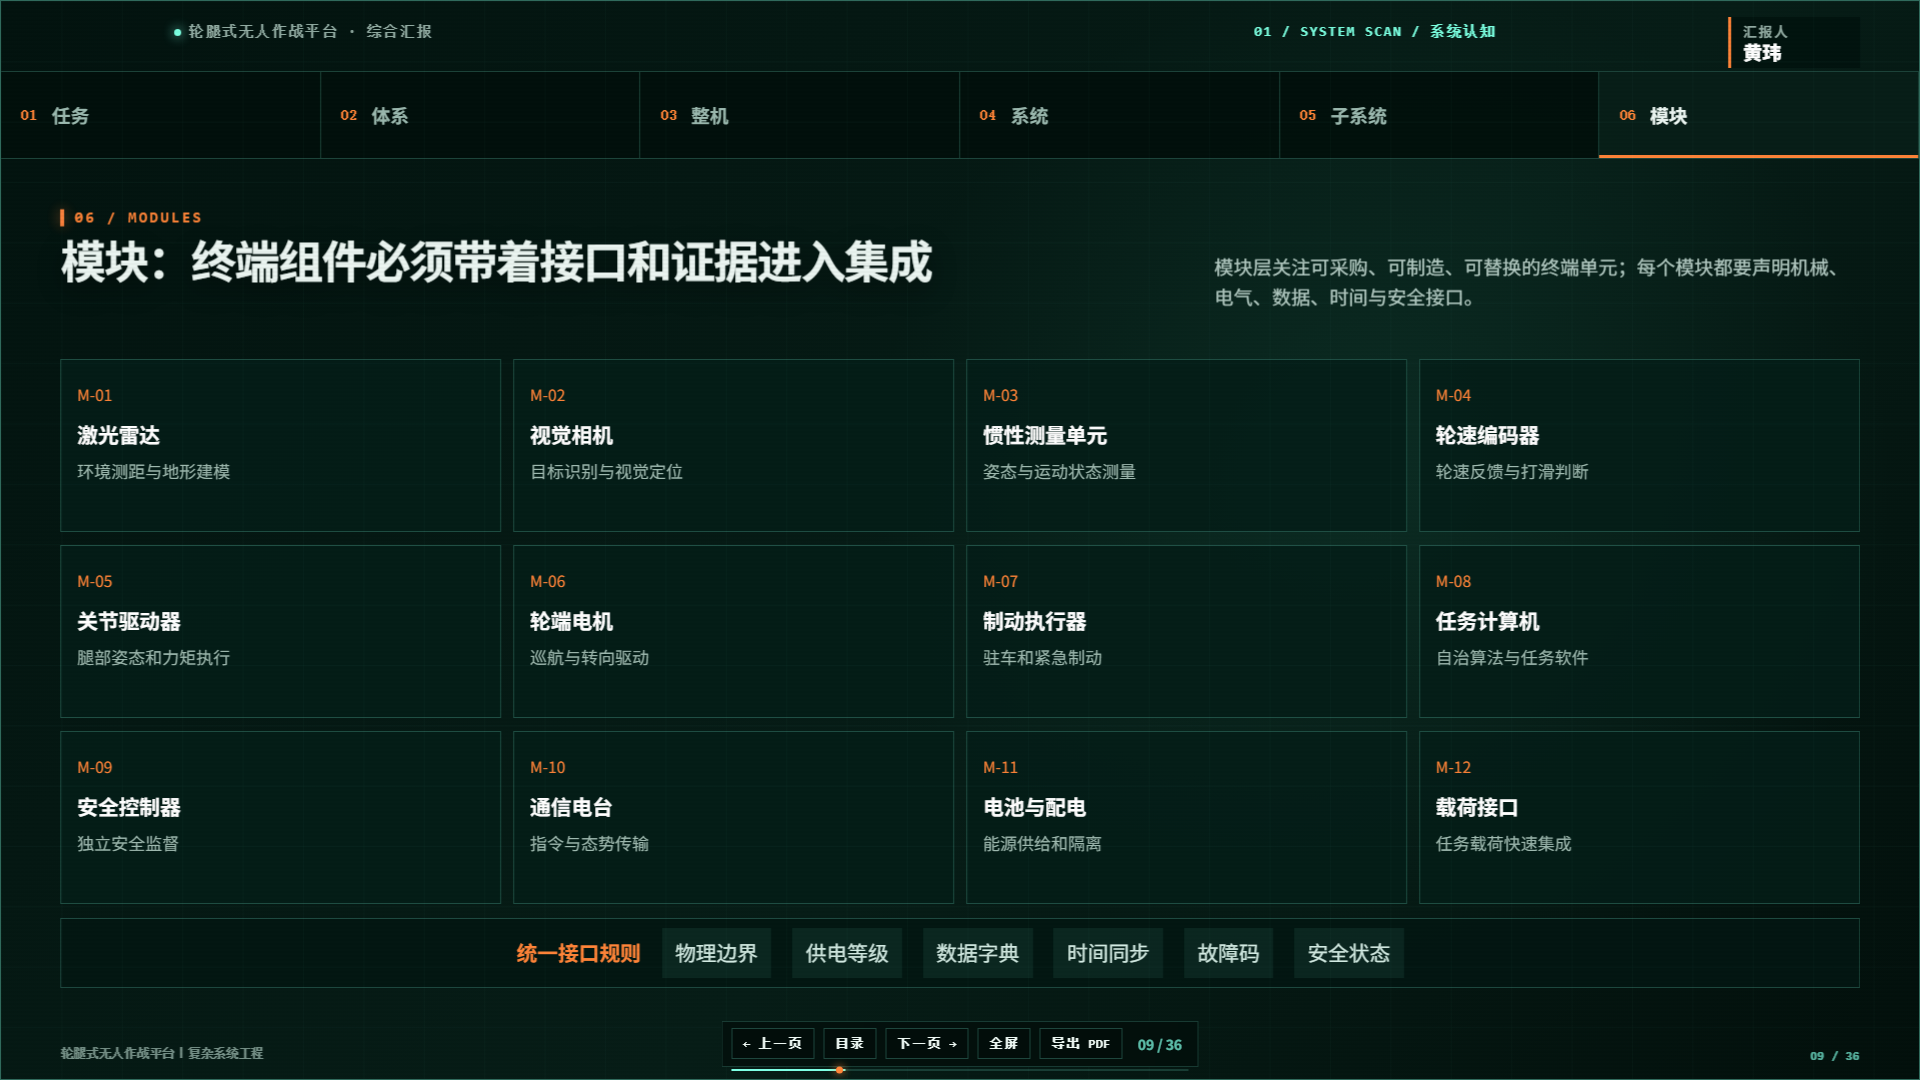 轮腿式无人作战平台 · 综合汇报
01 / SYSTEM SCAN / 系统认知
汇报人
黄玮
01 任务
02 体系
03 整机
04 系统
05 子系统
06 模块
06 / MODULES
模块：终端组件必须带着接口和证据进入集成
模块层关注可采购、可制造、可替换的终端单元；每个模块都要声明机械、
电气、数据、时间与安全接口。
M-01
激光雷达
环境测距与地形建模
M-02
视觉相机
目标识别与视觉定位
M-03
惯性测量单元
姿态与运动状态测量
M-04
轮速编码器
轮速反馈与打滑判断
M-05
关节驱动器
腿部姿态和力矩执行
M-06
轮端电机
巡航与转向驱动
M-07
制动执行器
驻车和紧急制动
M-08
任务计算机
自治算法与任务软件
M-09
安全控制器
独立安全监督
M-10
通信电台
指令与态势传输
M-11
电池与配电
能源供给和隔离
M-12
载荷接口
任务载荷快速集成
统一接口规则 物理边界 供电等级 数据字典 时间同步 故障码 安全状态
轮腿式无人作战平台丨复杂系统工程
← 上一页 目录 下一页 → 全屏 导出 PDF 09 / 36
09 / 36